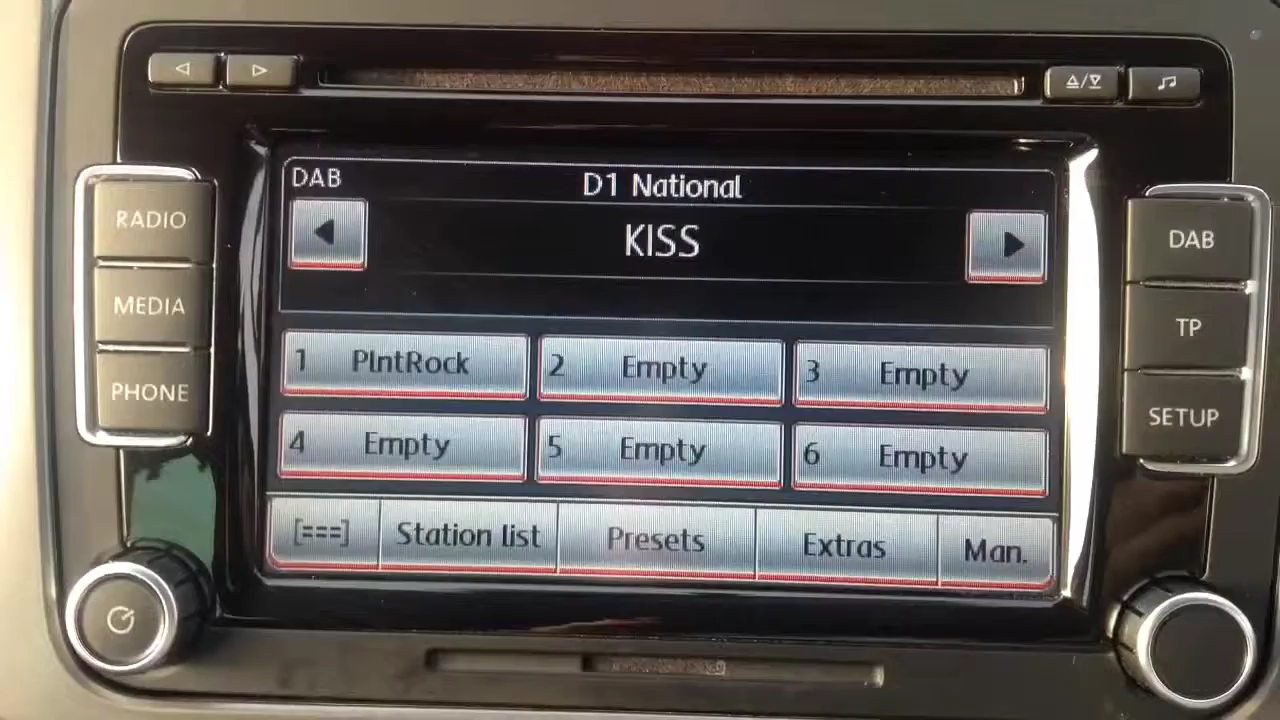 DAB
D1 National
KISS
RADIO
MEDIA
PHONE
DAB
TP
SETUP
1 PlntRock
2 Empty
3 Empty
4 Empty
5 Empty
6 Empty
[===]
Station list
Presets
Extras
Man.